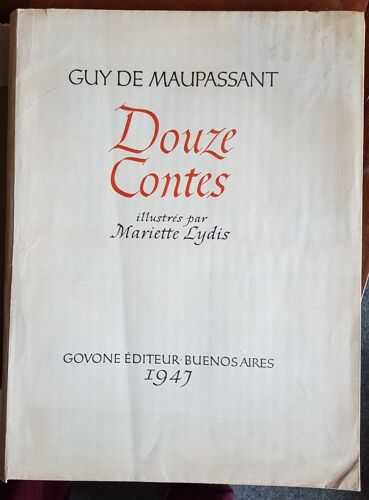 GUY DE MAUPASSANT
Douze
Contes
illustrés par
Mariette Lydis
GOVONE ÉDITEUR·BUENOS AIRES
1947